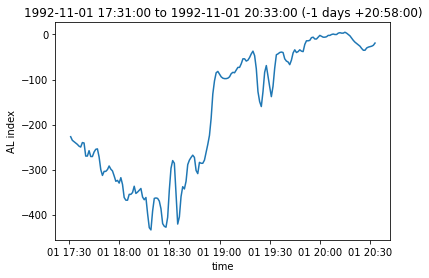 1992-11-01 17:31:00 to 1992-11-01 20:33:00 (-1 days +20:58:00)
0
−100
−200
−300
−400
AL index
01 17:30 01 18:00 01 18:30 01 19:00 01 19:30 01 20:00 01 20:30
time